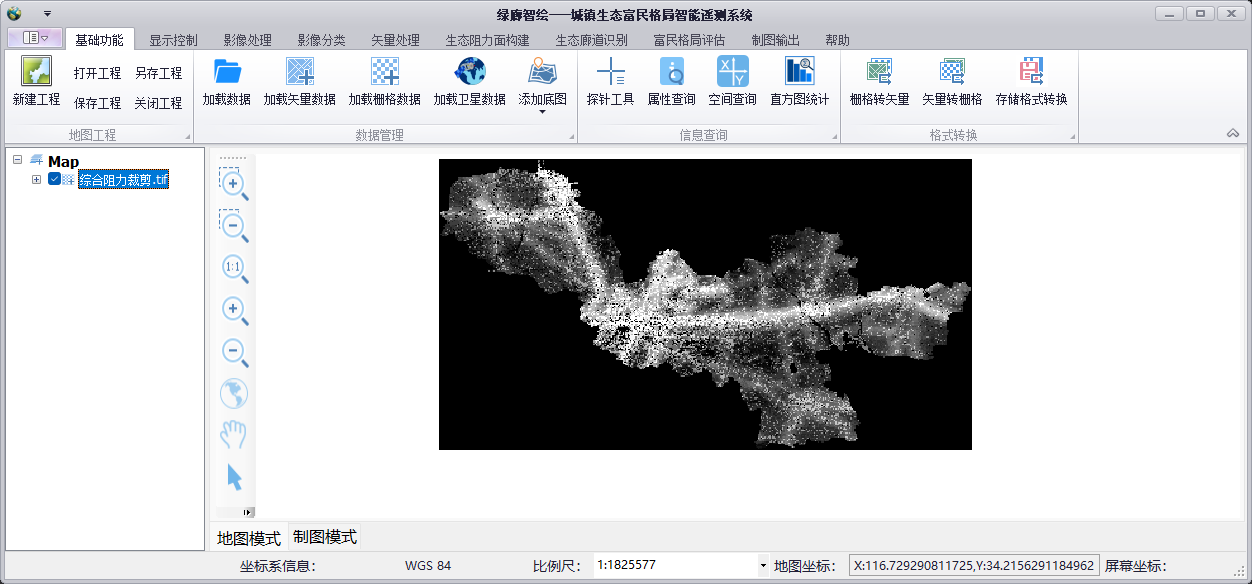 绿廊智绘——城镇生态富民格局智能遥测系统
基础功能 显示控制 影像处理 影像分类 矢量处理 生态阻力面构建 生态廊道识别 富民格局评估 制图输出 帮助
新建工程 打开工程 另存工程
保存工程 关闭工程
地图工程
加载数据 加载矢量数据 加载栅格数据 加载卫星数据 添加底图
数据管理
探针工具 属性查询 空间查询 直方图统计
信息查询
栅格转矢量 矢量转栅格 存储格式转换
格式转换
Map
综合阻力裁剪.tif
1:1
地图模式 制图模式
坐标系信息: WGS 84 比例尺: 1:1825577 地图坐标: X:116.729290811725,Y:34.2156291184962 屏幕坐标: